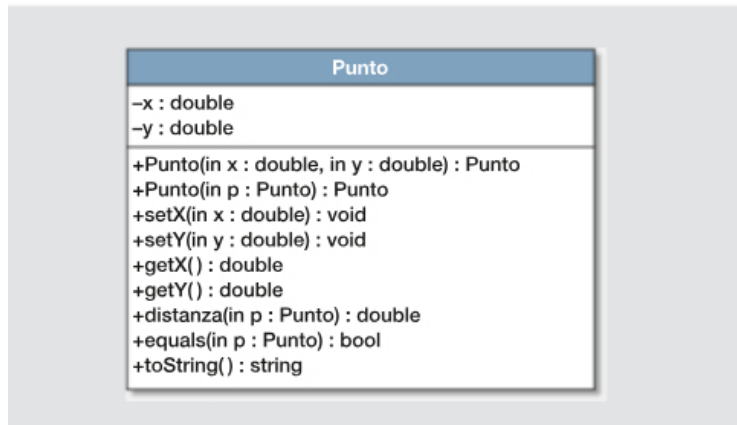 Punto
–x : double
–y : double
+Punto(in x : double, in y : double) : Punto
+Punto(in p : Punto) : Punto
+setX(in x : double) : void
+setY(in y : double) : void
+getX( ) : double
+getY( ) : double
+distanza(in p : Punto) : double
+equals(in p : Punto) : bool
+toString( ) : string